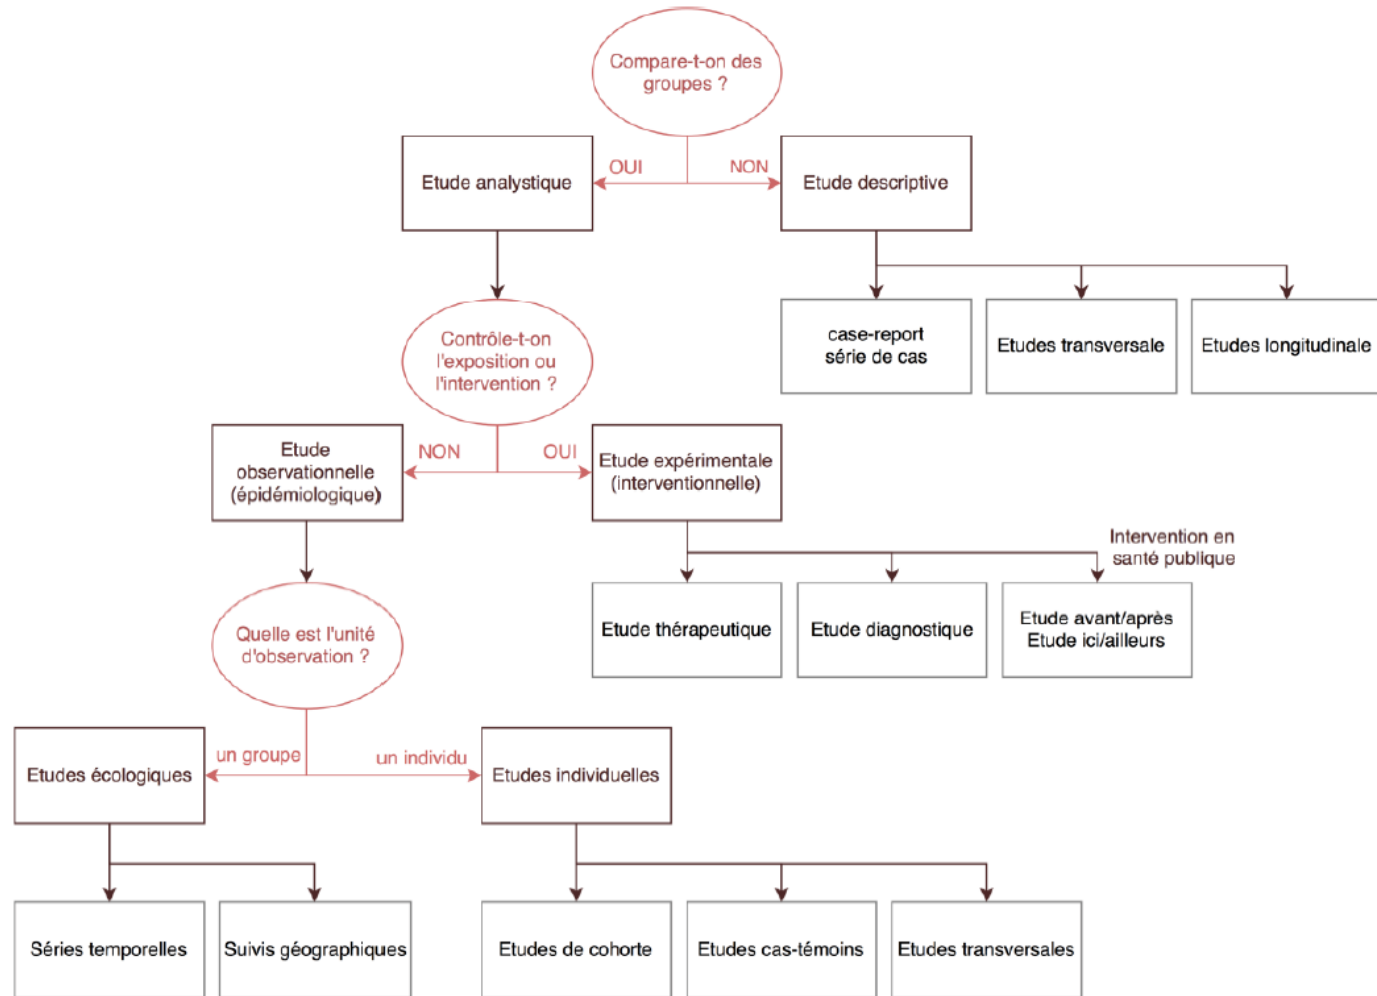 Compare-t-on des
groupes ?
OUI
NON
Etude analystique
Etude descriptive
Contrôle-t-on
l'exposition ou
l'intervention ?
case-report
série de cas
Etudes transversale
Etudes longitudinale
NON
OUI
Etude
observationnelle
(épidémiologique)
Etude expérimentale
(interventionnelle)
Intervention en
santé publique
Quelle est l'unité
d'observation ?
Etude thérapeutique
Etude diagnostique
Etude avant/après
Etude ici/ailleurs
un groupe
un individu
Etudes écologiques
Etudes individuelles
Séries temporelles
Suivis géographiques
Etudes de cohorte
Etudes cas-témoins
Etudes transversales